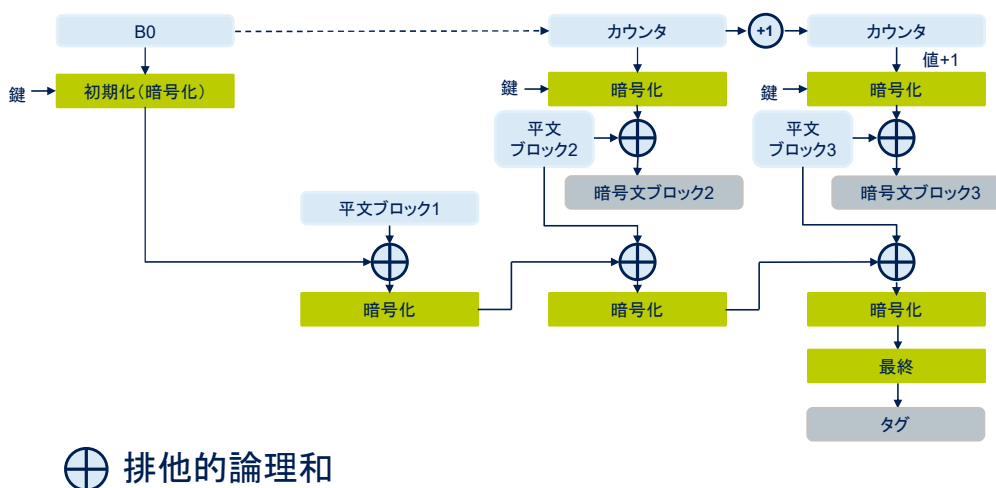 B0
カウンタ
+1
カウンタ
値+1
鍵
初期化（暗号化）
鍵
暗号化
鍵
暗号化
平文
ブロック2
平文
ブロック3
暗号文ブロック2
暗号文ブロック3
平文ブロック1
暗号化
暗号化
暗号化
最終
タグ
排他的論理和